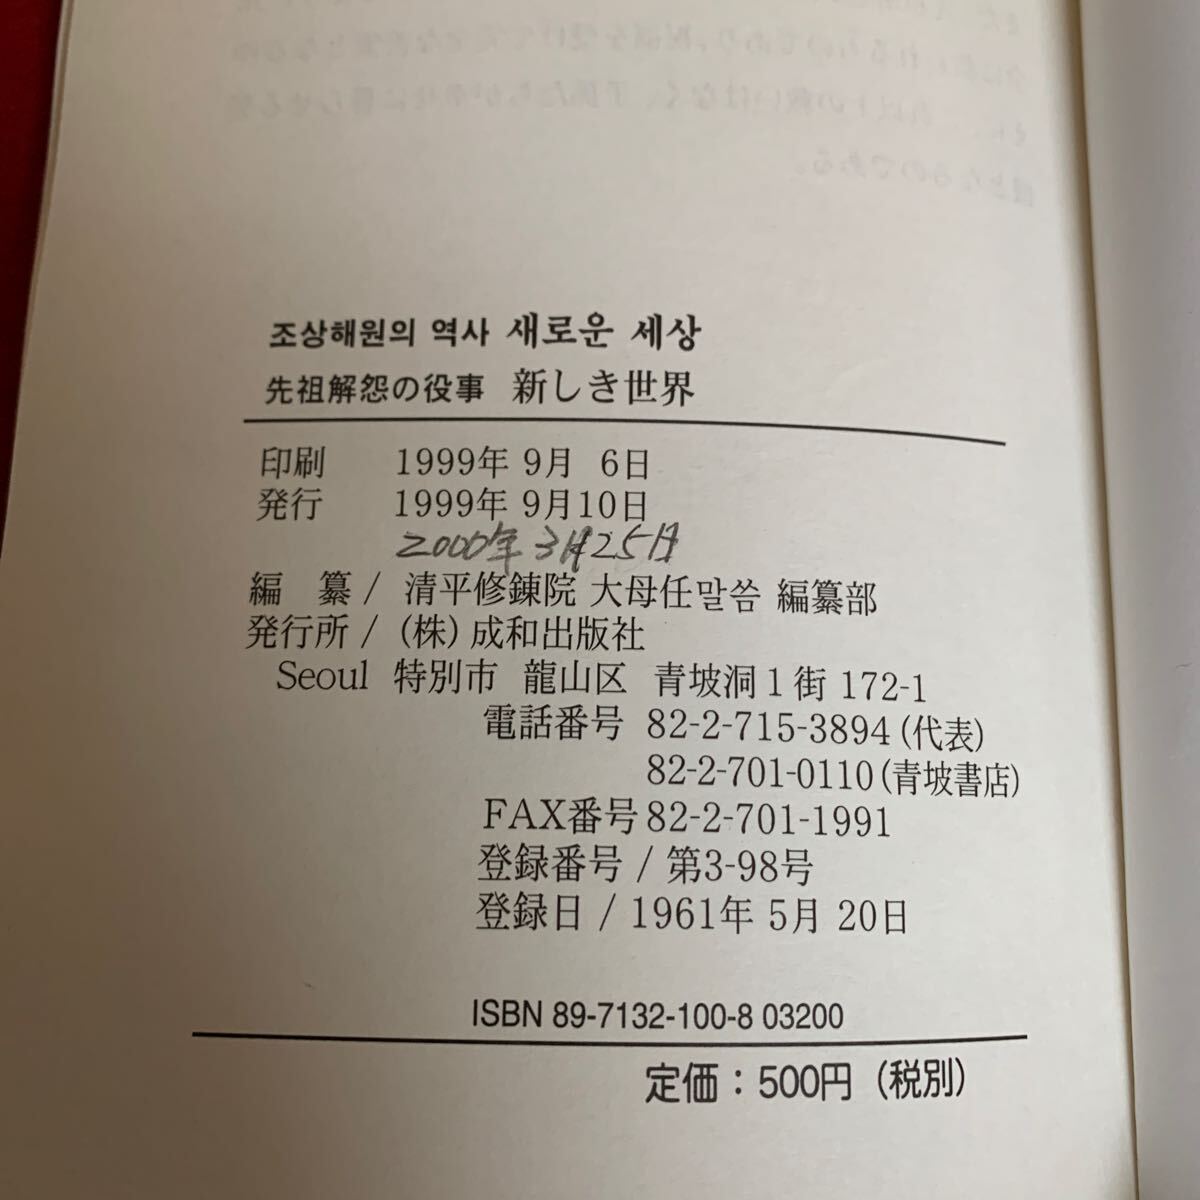 조상해원의 역사 새로운 세상
先祖解怨の役事 新しき世界
印刷 1999年 9月 6日
発行 1999年 9月10日
2000年 3月25日
編 纂 / 清平修錬院 大母任말씀 編纂部
発行所 / (株) 成和出版社
Seoul 特別市 龍山区 青坡洞 1 街 172-1
電話番号 82-2-715-3894 (代表)
82-2-701-0110 (青坡書店)
FAX番号 82-2-701-1991
登録番号 / 第3-98号
登録日 / 1961年 5月 20日
ISBN 89-7132-100-8 03200
定価：500円（税別）